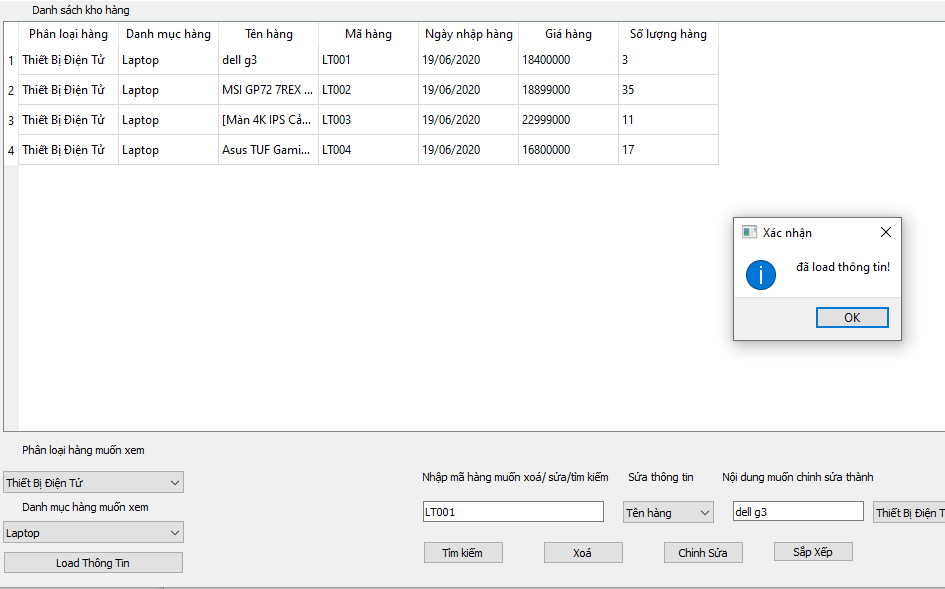 Danh sách kho hàng
Phân loại hàng Danh mục hàng Tên hàng Mã hàng Ngày nhập hàng Giá hàng Số lượng hàng
1 Thiết Bị Điện Tử Laptop dell g3 LT001 19/06/2020 18400000 3
2 Thiết Bị Điện Tử Laptop MSI GP72 7REX ... LT002 19/06/2020 18899000 35
3 Thiết Bị Điện Tử Laptop [Màn 4K IPS Cả... LT003 19/06/2020 22999000 11
4 Thiết Bị Điện Tử Laptop Asus TUF Gami... LT004 19/06/2020 16800000 17
Xác nhận
đã load thông tin!
OK
Phân loại hàng muốn xem
Thiết Bị Điện Tử
Danh mục hàng muốn xem
Laptop
Load Thông Tin
Nhập mã hàng muốn xoá/ sửa/tìm kiếm Sửa thông tin Nội dung muốn chỉnh sửa thành
LT001 Tên hàng dell g3 Thiết Bị Điện T
Tìm kiếm Xoá Chỉnh Sửa Sắp Xếp